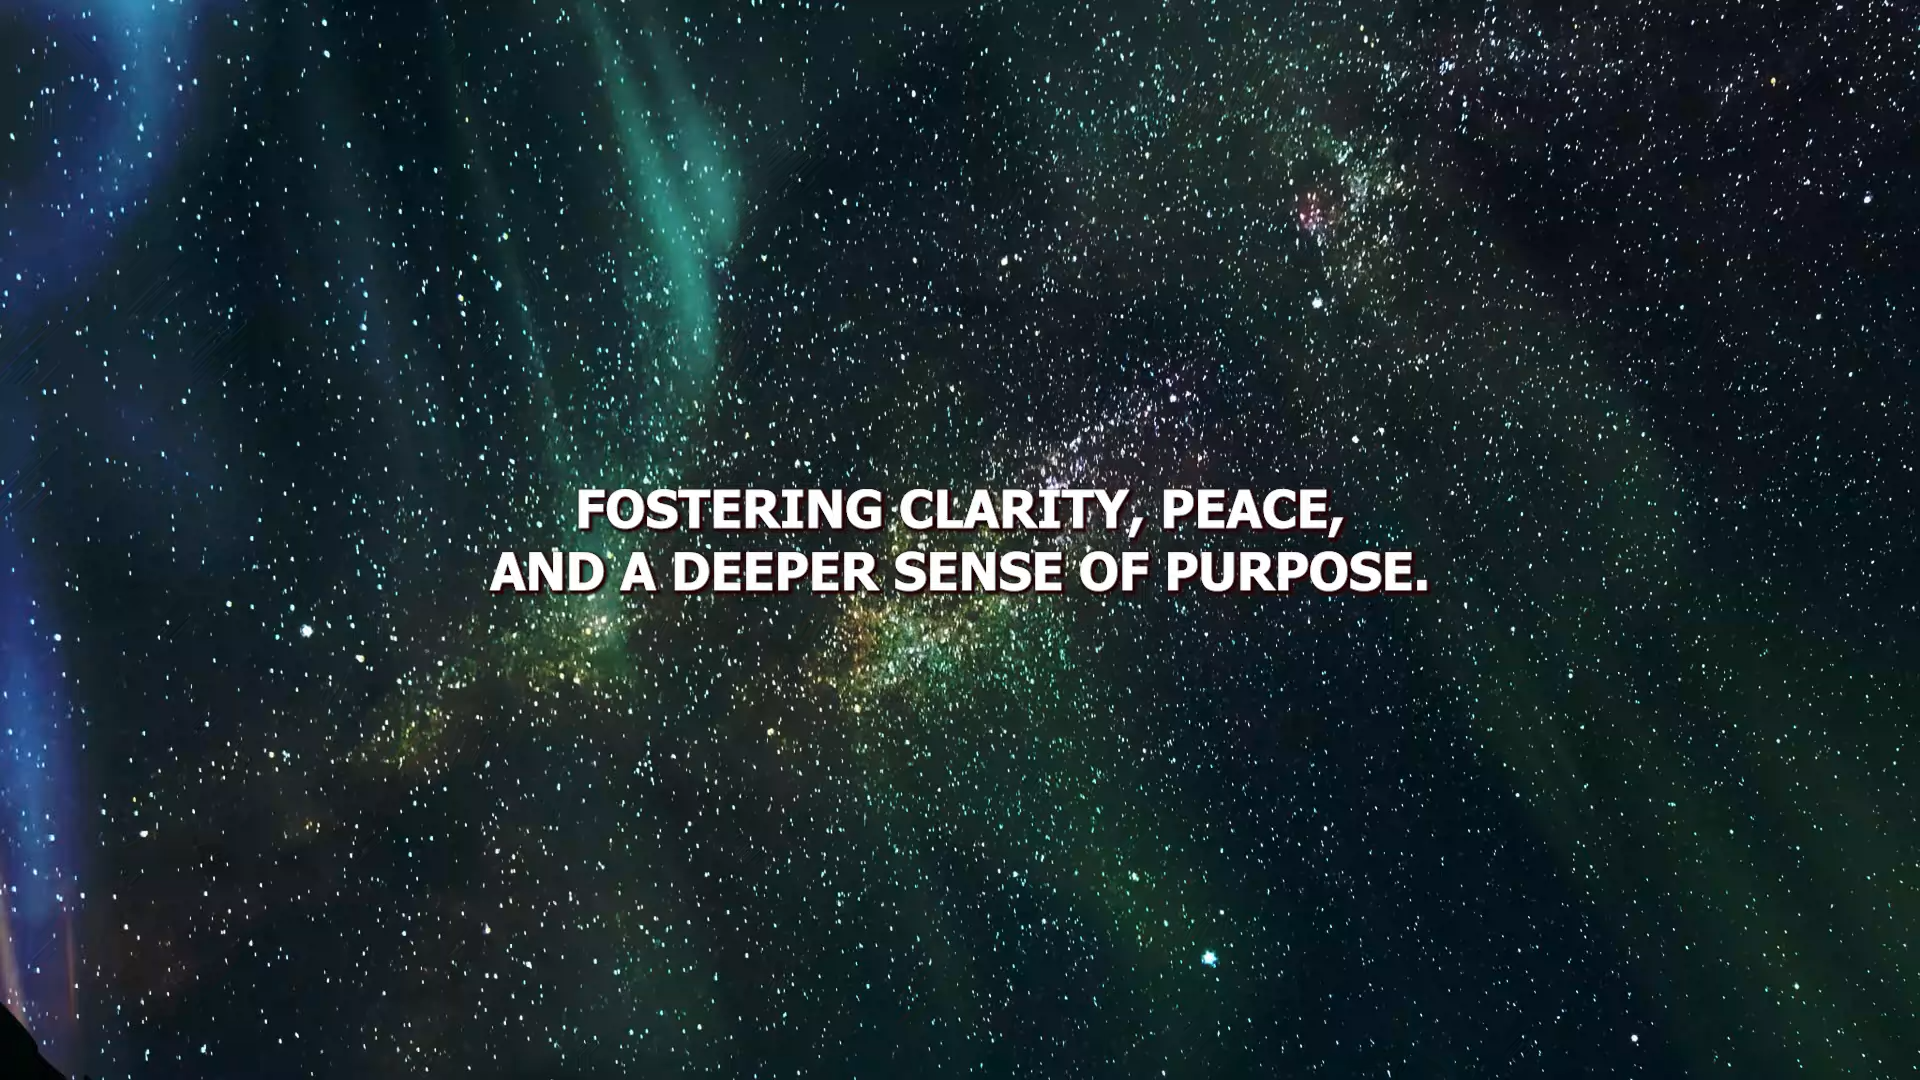 FOSTERING CLARITY, PEACE,
AND A DEEPER SENSE OF PURPOSE.